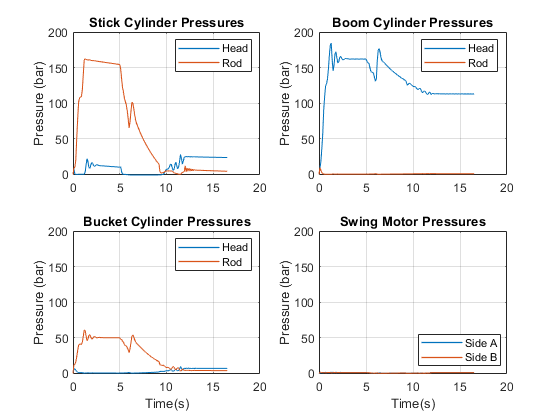 Stick Cylinder Pressures
Pressure (bar)
200
150
100
50
0
0 5 10 15 20
Head
Rod
Boom Cylinder Pressures
Pressure (bar)
200
150
100
50
0
0 5 10 15 20
Head
Rod
Bucket Cylinder Pressures
Pressure (bar)
200
150
100
50
0
0 5 10 15 20
Time(s)
Head
Rod
Swing Motor Pressures
Pressure (bar)
200
150
100
50
0
0 5 10 15 20
Time(s)
Side A
Side B